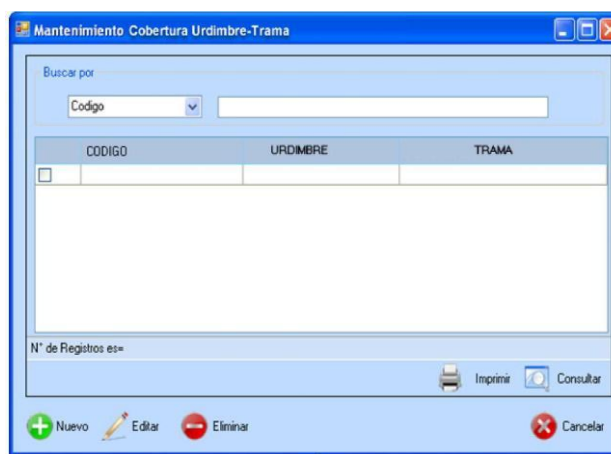 Mantenimiento Cobertura Urdimbre-Trama
Buscar por
Codigo
CODIGO URDIMBRE TRAMA
N° de Registros es=
Imprimir Consultar
Nuevo Editar Eliminar Cancelar